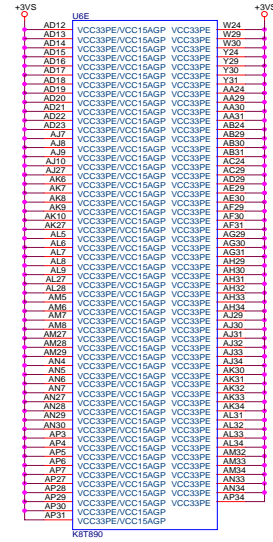 +3VS +3VS
U6E
AD12 VCC33PE/VCC15AGP VCC33PE W24
AD13 VCC33PE/VCC15AGP VCC33PE W29
AD14 VCC33PE/VCC15AGP VCC33PE W30
AD15 VCC33PE/VCC15AGP VCC33PE Y24
AD16 VCC33PE/VCC15AGP VCC33PE Y29
AD17 VCC33PE/VCC15AGP VCC33PE Y30
AD18 VCC33PE/VCC15AGP VCC33PE Y31
AD19 VCC33PE/VCC15AGP VCC33PE AA24
AD20 VCC33PE/VCC15AGP VCC33PE AA29
AD21 VCC33PE/VCC15AGP VCC33PE AA30
AD22 VCC33PE/VCC15AGP VCC33PE AA31
AD23 VCC33PE/VCC15AGP VCC33PE AB24
AJ7 VCC33PE/VCC15AGP VCC33PE AB29
AJ8 VCC33PE/VCC15AGP VCC33PE AB30
AJ9 VCC33PE/VCC15AGP VCC33PE AB31
AJ10 VCC33PE/VCC15AGP VCC33PE AC24
AJ27 VCC33PE/VCC15AGP VCC33PE AC29
AK6 VCC33PE/VCC15AGP VCC33PE AD29
AK7 VCC33PE/VCC15AGP VCC33PE AE29
AK8 VCC33PE/VCC15AGP VCC33PE AE30
AK9 VCC33PE/VCC15AGP VCC33PE AF29
AK10 VCC33PE/VCC15AGP VCC33PE AF30
AK27 VCC33PE/VCC15AGP VCC33PE AF31
AL5 VCC33PE/VCC15AGP VCC33PE AG29
AL6 VCC33PE/VCC15AGP VCC33PE AG30
AL7 VCC33PE/VCC15AGP VCC33PE AG31
AL8 VCC33PE/VCC15AGP VCC33PE AH29
AL9 VCC33PE/VCC15AGP VCC33PE AH30
AL27 VCC33PE/VCC15AGP VCC33PE AH31
AL28 VCC33PE/VCC15AGP VCC33PE AH32
AM5 VCC33PE/VCC15AGP VCC33PE AH33
AM6 VCC33PE/VCC15AGP VCC33PE AH34
AM7 VCC33PE/VCC15AGP VCC33PE AJ29
AM8 VCC33PE/VCC15AGP VCC33PE AJ30
AM27 VCC33PE/VCC15AGP VCC33PE AJ31
AM28 VCC33PE/VCC15AGP VCC33PE AJ32
AM29 VCC33PE/VCC15AGP VCC33PE AJ33
AN4 VCC33PE/VCC15AGP VCC33PE AJ34
AN5 VCC33PE/VCC15AGP VCC33PE AK30
AN6 VCC33PE/VCC15AGP VCC33PE AK31
AN7 VCC33PE/VCC15AGP VCC33PE AK32
AN27 VCC33PE/VCC15AGP VCC33PE AK33
AN28 VCC33PE/VCC15AGP VCC33PE AK34
AN29 VCC33PE/VCC15AGP VCC33PE AL31
AN30 VCC33PE/VCC15AGP VCC33PE AL32
AP3 VCC33PE/VCC15AGP VCC33PE AL33
AP4 VCC33PE/VCC15AGP VCC33PE AL34
AP5 VCC33PE/VCC15AGP VCC33PE AM32
AP6 VCC33PE/VCC15AGP VCC33PE AM33
AP7 VCC33PE/VCC15AGP VCC33PE AM34
AP27 VCC33PE/VCC15AGP VCC33PE AN33
AP28 VCC33PE/VCC15AGP VCC33PE AN34
AP29 VCC33PE/VCC15AGP VCC33PE AP34
AP30 VCC33PE/VCC15AGP
AP31 VCC33PE/VCC15AGP
K8T890